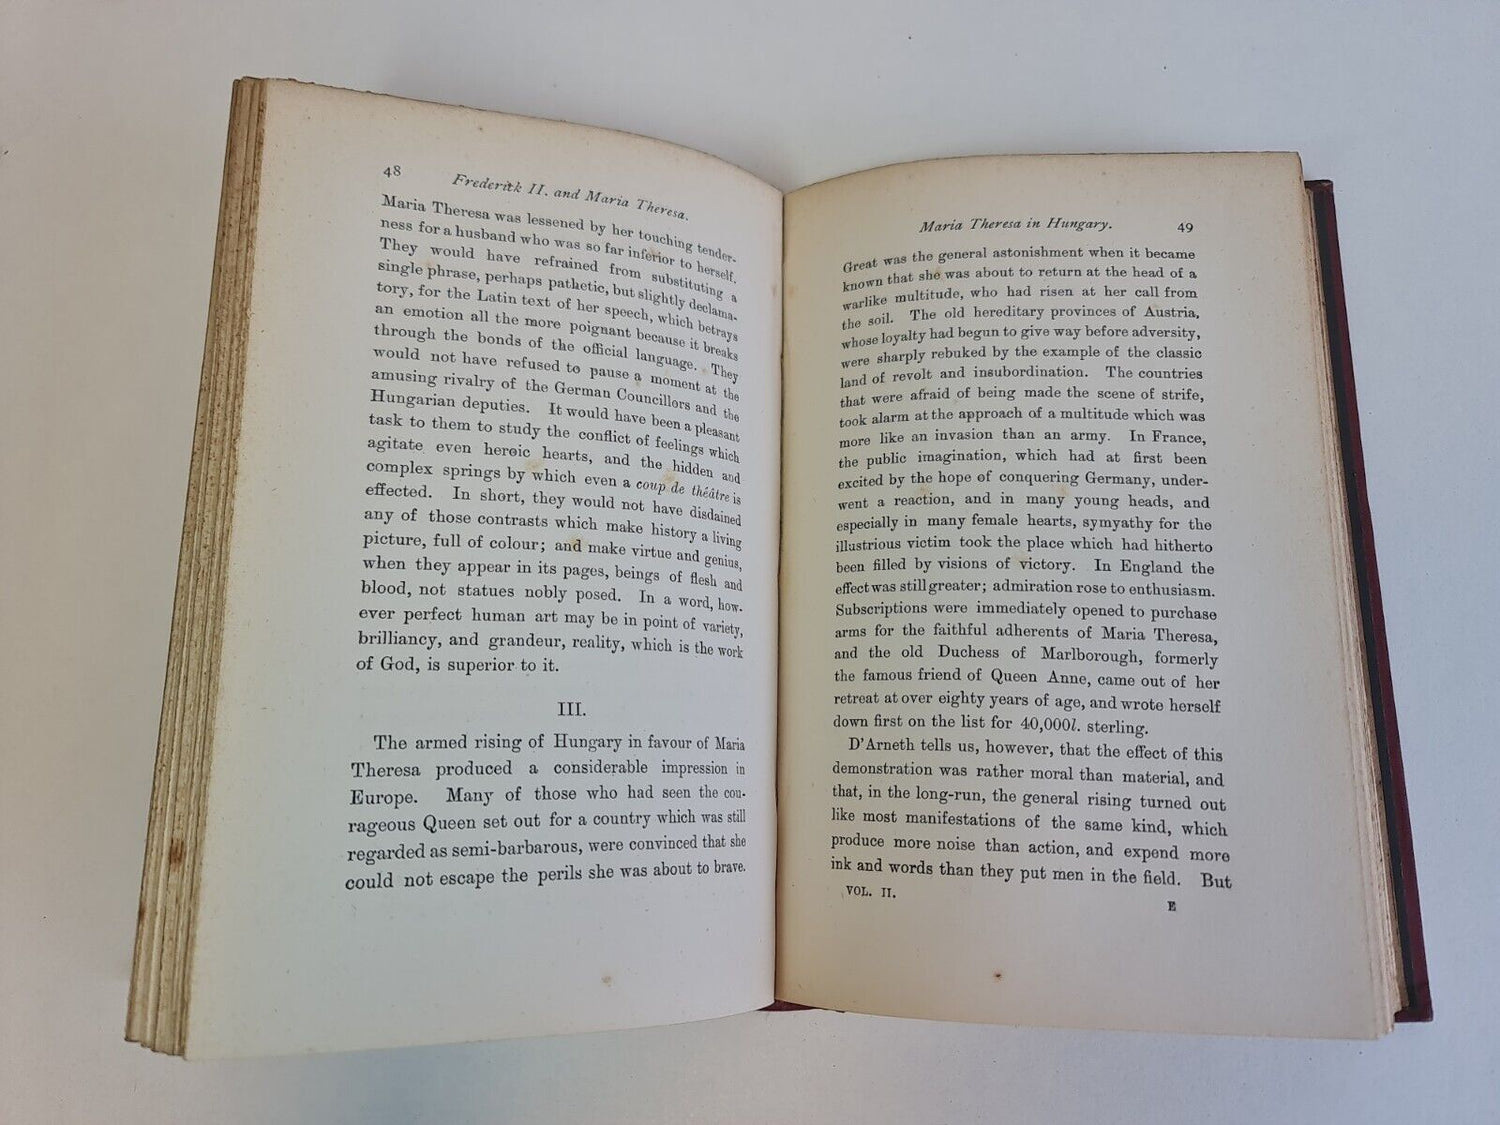 48
Frederick II. and Maria Theresa.
Maria Theresa was lessened by her touching tender-
ness for a husband who was so far inferior to herself.
They would have refrained from substituting a
single phrase, perhaps pathetic, but slightly declama-
tory, for the Latin text of her speech, which betrays
an emotion all the more poignant because it breaks
through the bonds of the official language. They
would not have refused to pause a moment at the
amusing rivalry of the German Councillors and the
Hungarian deputies. It would have been a pleasant
task to them to study the conflict of feelings which
agitate even heroic hearts, and the hidden and
complex springs by which even a coup de théâtre is
effected. In short, they would not have disdained
any of those contrasts which make history a living
picture, full of colour; and make virtue and genius,
when they appear in its pages, beings of flesh and
blood, not statues nobly posed. In a word, how-
ever perfect human art may be in point of variety,
brilliancy, and grandeur, reality, which is the work
of God, is superior to it.
III.
The armed rising of Hungary in favour of Maria
Theresa produced a considerable impression in
Europe. Many of those who had seen the cou-
rageous Queen set out for a country which was still
regarded as semi-barbarous, were convinced that she
could not escape the perils she was about to brave.
Maria Theresa in Hungary.
49
Great was the general astonishment when it became
known that she was about to return at the head of a
warlike multitude, who had risen at her call from
the soil. The old hereditary provinces of Austria,
whose loyalty had begun to give way before adversity,
were sharply rebuked by the example of the classic
land of revolt and insubordination. The countries
that were afraid of being made the scene of strife,
took alarm at the approach of a multitude which was
more like an invasion than an army. In France,
the public imagination, which had at first been
excited by the hope of conquering Germany, under-
went a reaction, and in many young heads, and
especially in many female hearts, symyathy for the
illustrious victim took the place which had hitherto
been filled by visions of victory. In England the
effect was still greater; admiration rose to enthusiasm.
Subscriptions were immediately opened to purchase
arms for the faithful adherents of Maria Theresa,
and the old Duchess of Marlborough, formerly
the famous friend of Queen Anne, came out of her
retreat at over eighty years of age, and wrote herself
down first on the list for 40,000l. sterling.
D'Arneth tells us, however, that the effect of this
demonstration was rather moral than material, and
that, in the long-run, the general rising turned out
like most manifestations of the same kind, which
produce more noise than action, and expend more
ink and words than they put men in the field. But
VOL. II.
E